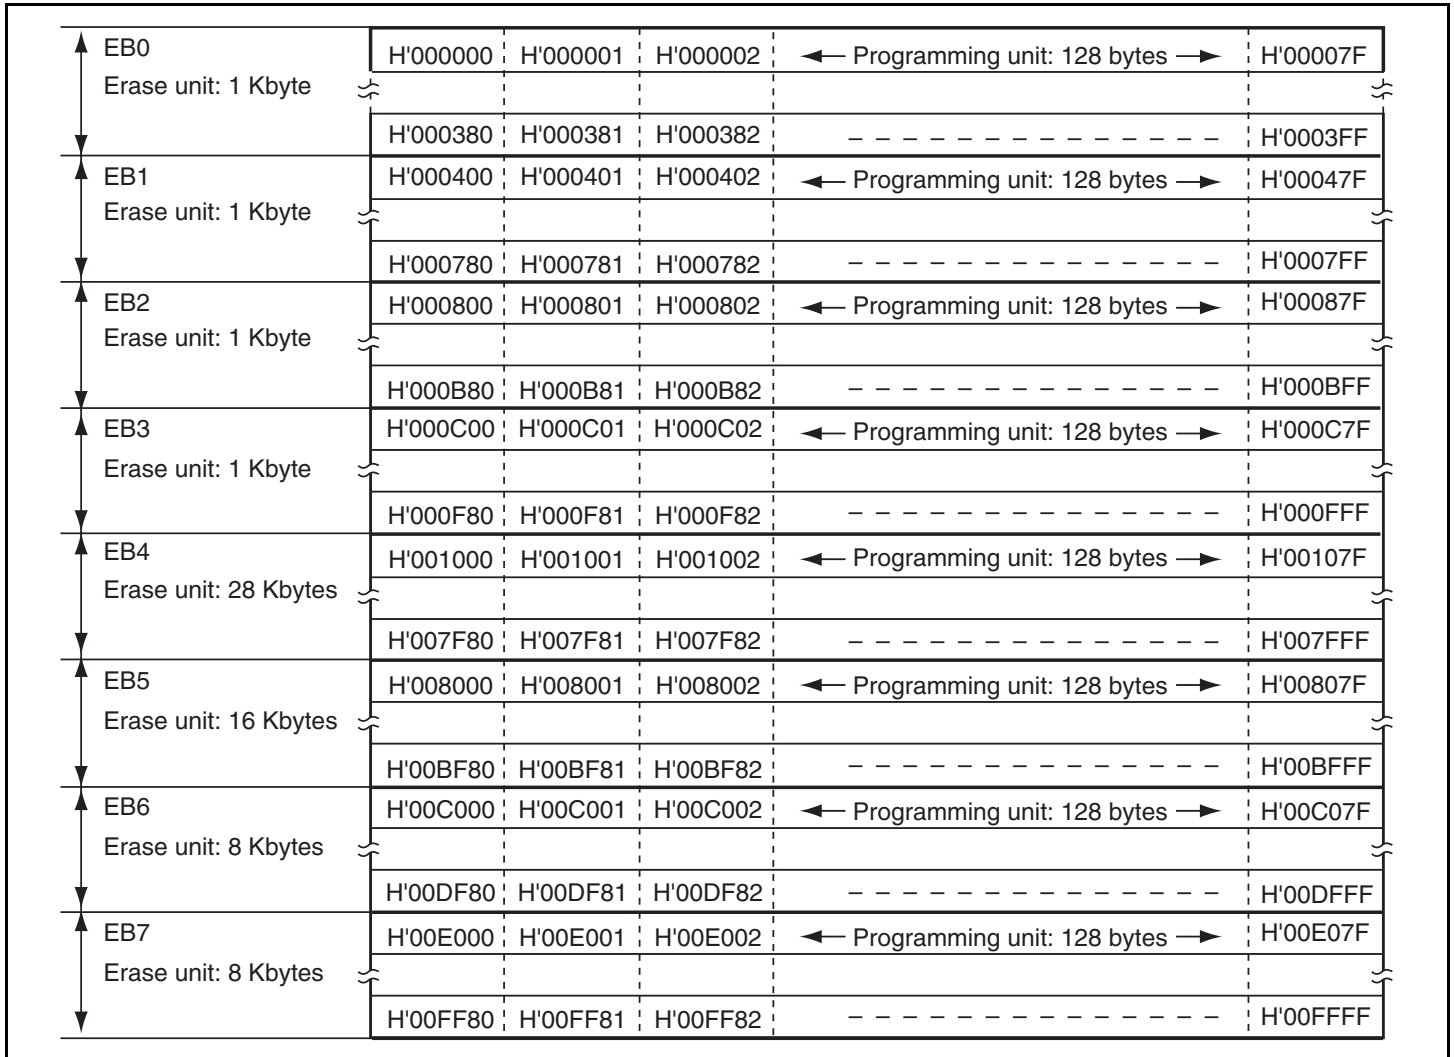 EB0
H'000000 H'000001 H'000002 Programming unit: 128 bytes H'00007F
Erase unit: 1 Kbyte
H'000380 H'000381 H'000382 H'0003FF
EB1
H'000400 H'000401 H'000402 Programming unit: 128 bytes H'00047F
Erase unit: 1 Kbyte
H'000780 H'000781 H'000782 H'0007FF
EB2
H'000800 H'000801 H'000802 Programming unit: 128 bytes H'00087F
Erase unit: 1 Kbyte
H'000B80 H'000B81 H'000B82 H'000BFF
EB3
H'000C00 H'000C01 H'000C02 Programming unit: 128 bytes H'000C7F
Erase unit: 1 Kbyte
H'000F80 H'000F81 H'000F82 H'000FFF
EB4
H'001000 H'001001 H'001002 Programming unit: 128 bytes H'00107F
Erase unit: 28 Kbytes
H'007F80 H'007F81 H'007F82 H'007FFF
EB5
H'008000 H'008001 H'008002 Programming unit: 128 bytes H'00807F
Erase unit: 16 Kbytes
H'00BF80 H'00BF81 H'00BF82 H'00BFFF
EB6
H'00C000 H'00C001 H'00C002 Programming unit: 128 bytes H'00C07F
Erase unit: 8 Kbytes
H'00DF80 H'00DF81 H'00DF82 H'00DFFF
EB7
H'00E000 H'00E001 H'00E002 Programming unit: 128 bytes H'00E07F
Erase unit: 8 Kbytes
H'00FF80 H'00FF81 H'00FF82 H'00FFFF